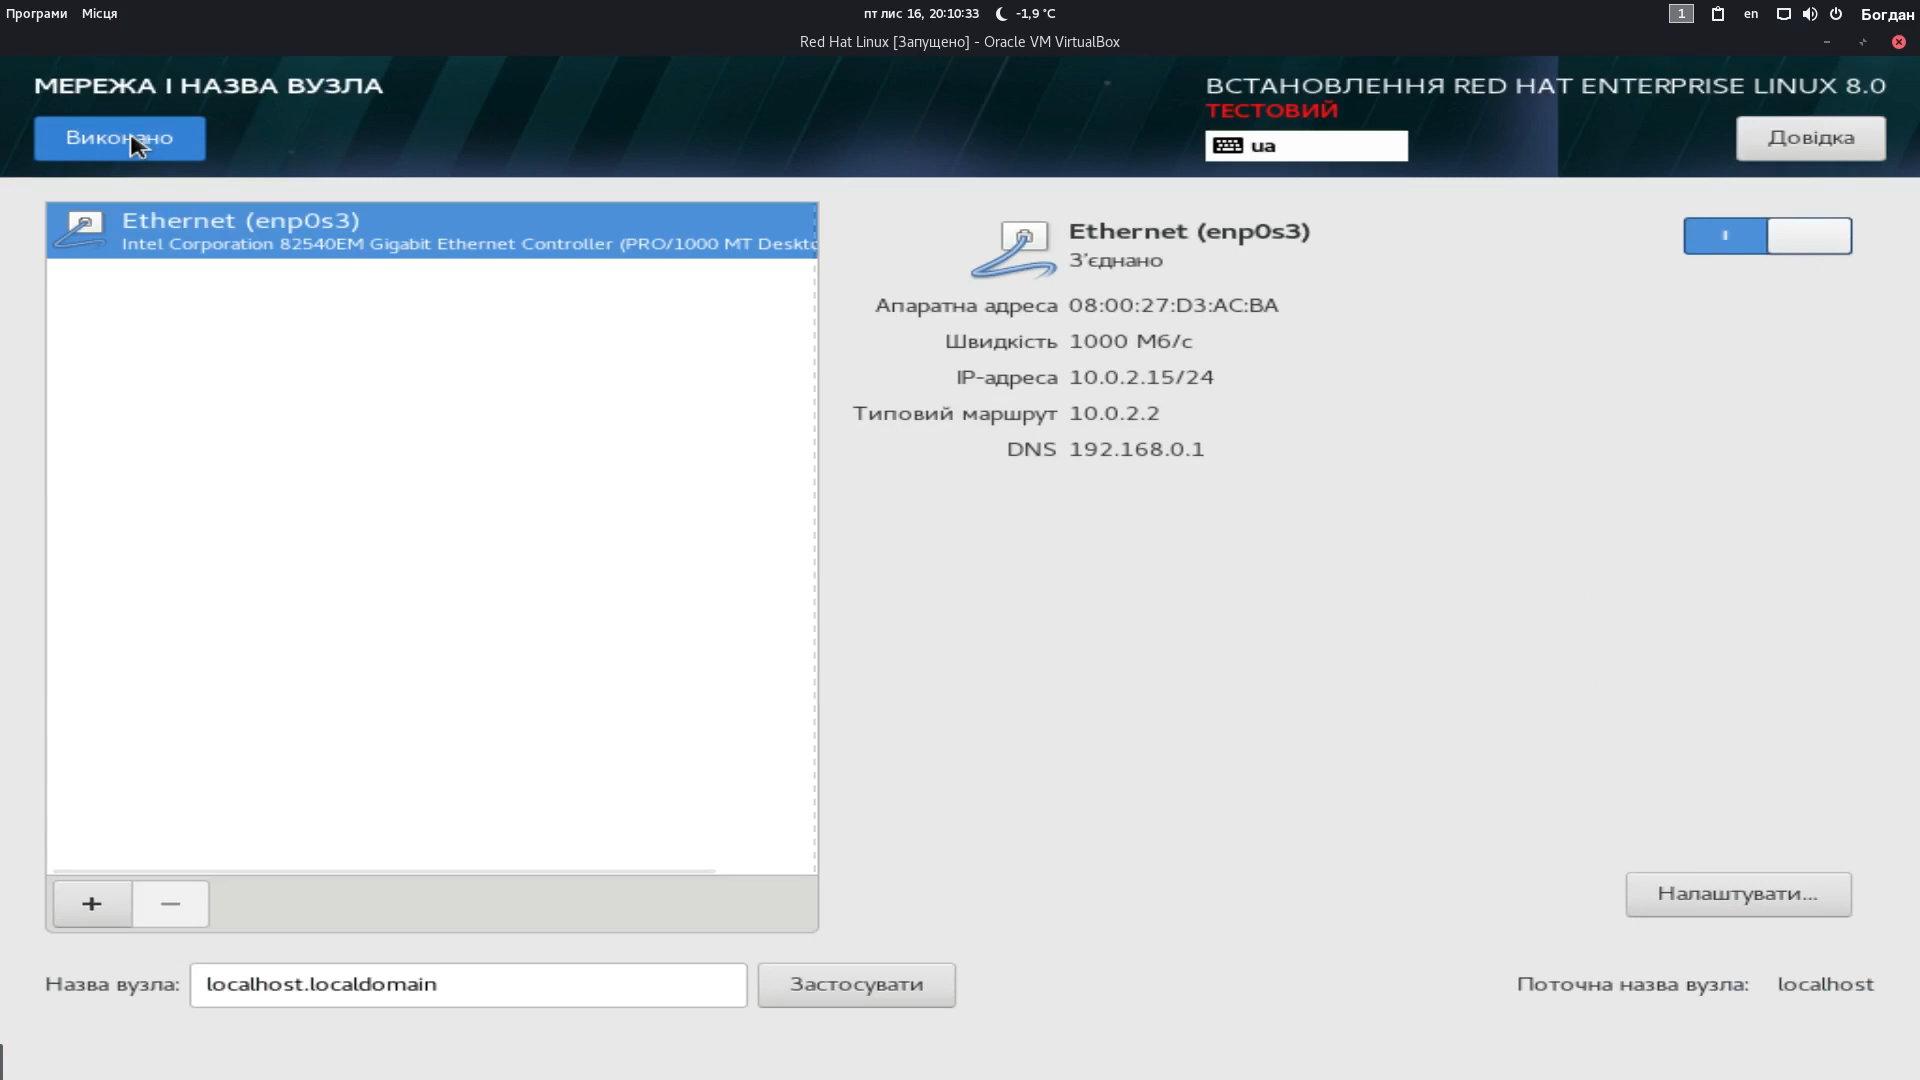 Програми Місця
пт лис 16, 20:10:33 -1,9 °C
1 en Богдан
Red Hat Linux [Запущено] - Oracle VM VirtualBox
МЕРЕЖА І НАЗВА ВУЗЛА
ВСТАНОВЛЕННЯ RED HAT ENTERPRISE LINUX 8.0
ТЕСТОВИЙ
Виконано
ua
Довідка
Ethernet (enp0s3)
Intel Corporation 82540EM Gigabit Ethernet Controller (PRO/1000 MT Deskto
Ethernet (enp0s3)
З'єднано
Апаратна адреса 08:00:27:D3:AC:BA
Швидкість 1000 Мб/с
IP-адреса 10.0.2.15/24
Типовий маршрут 10.0.2.2
DNS 192.168.0.1
Налаштувати...
Назва вузла: localhost.localdomain Застосувати
Поточна назва вузла: localhost